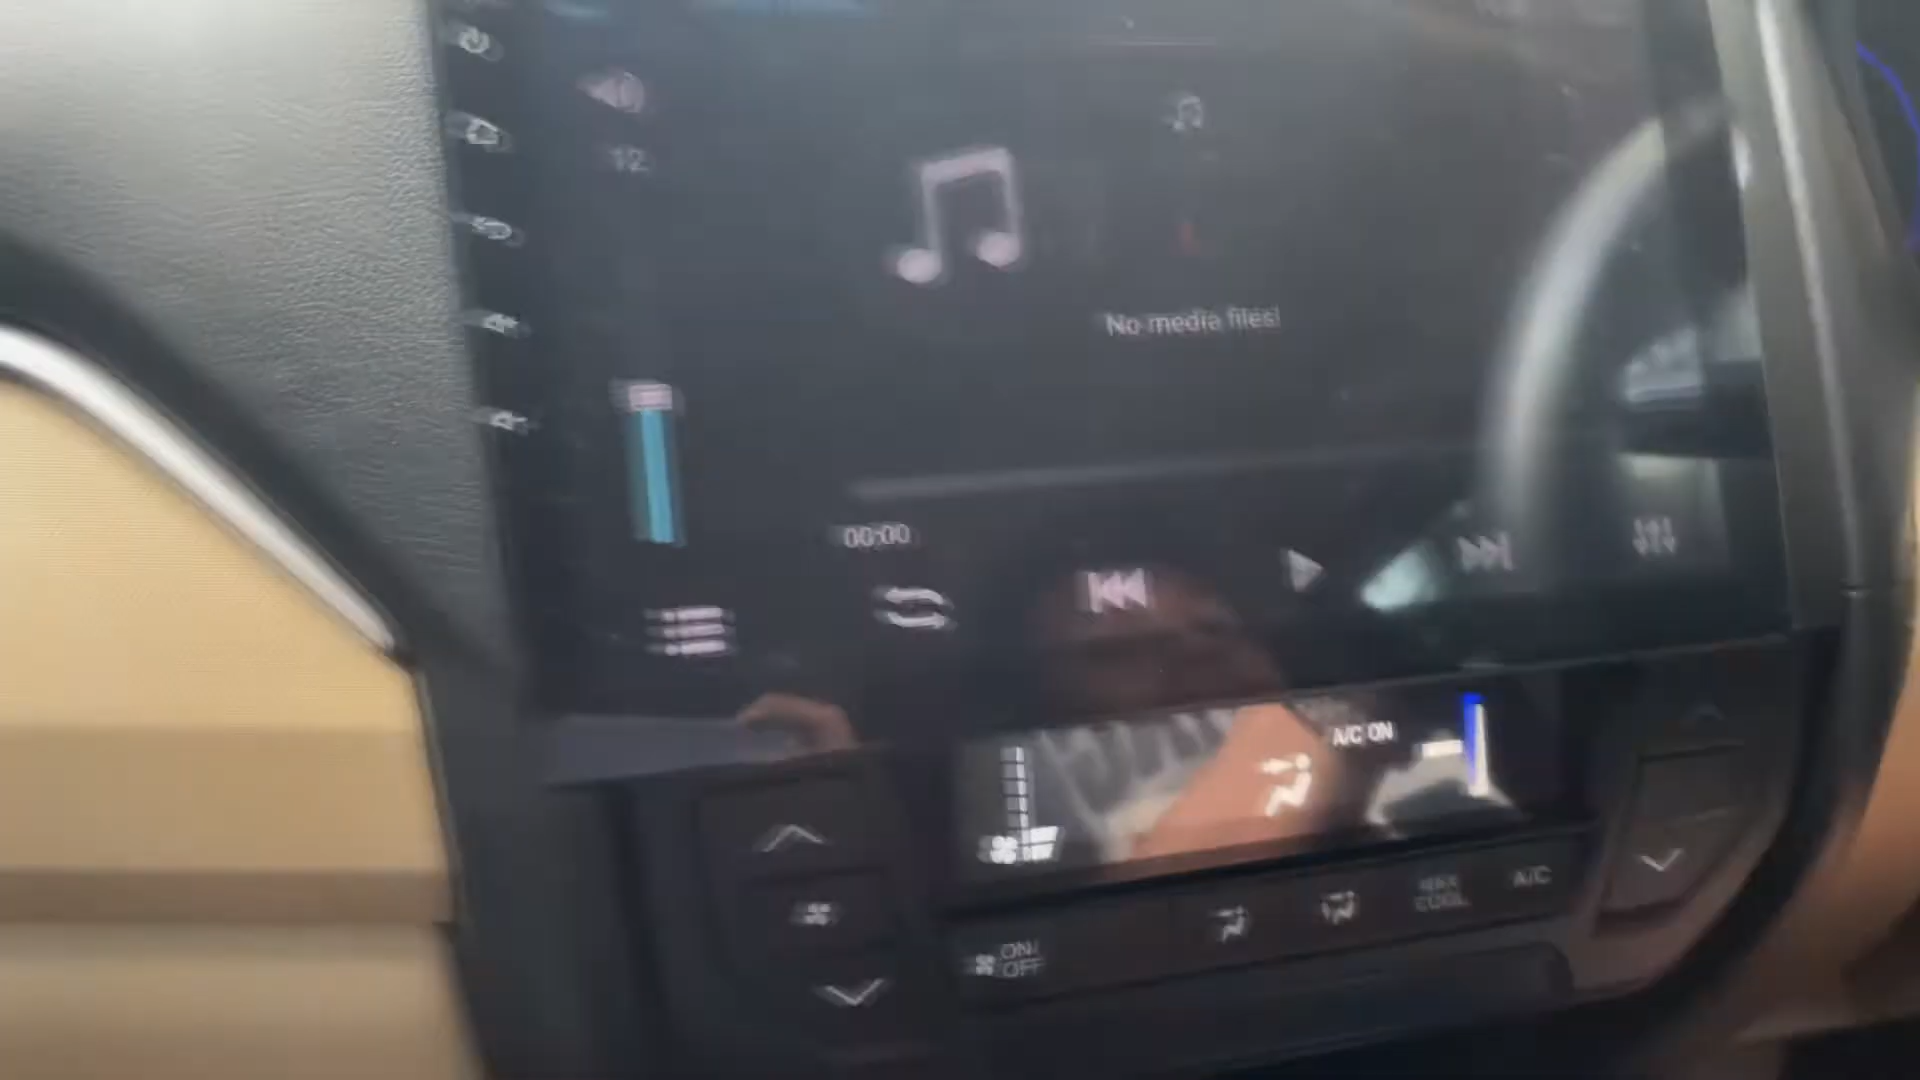 12
No media files!
00:00
A/C ON
MAX
COOL
A/C
ON/
OFF